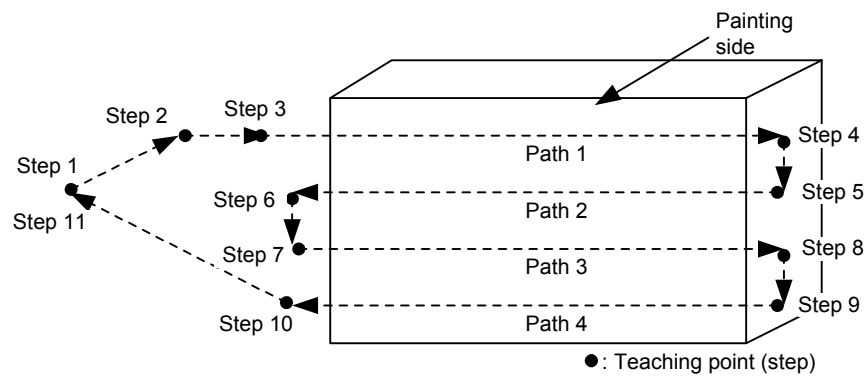 Painting
side
Step 2
Step 3
Step 4
Step 1
Path 1
Step 6
Step 5
Path 2
Step 11
Step 7
Step 8
Path 3
Step 10
Step 9
Path 4
●: Teaching point (step)